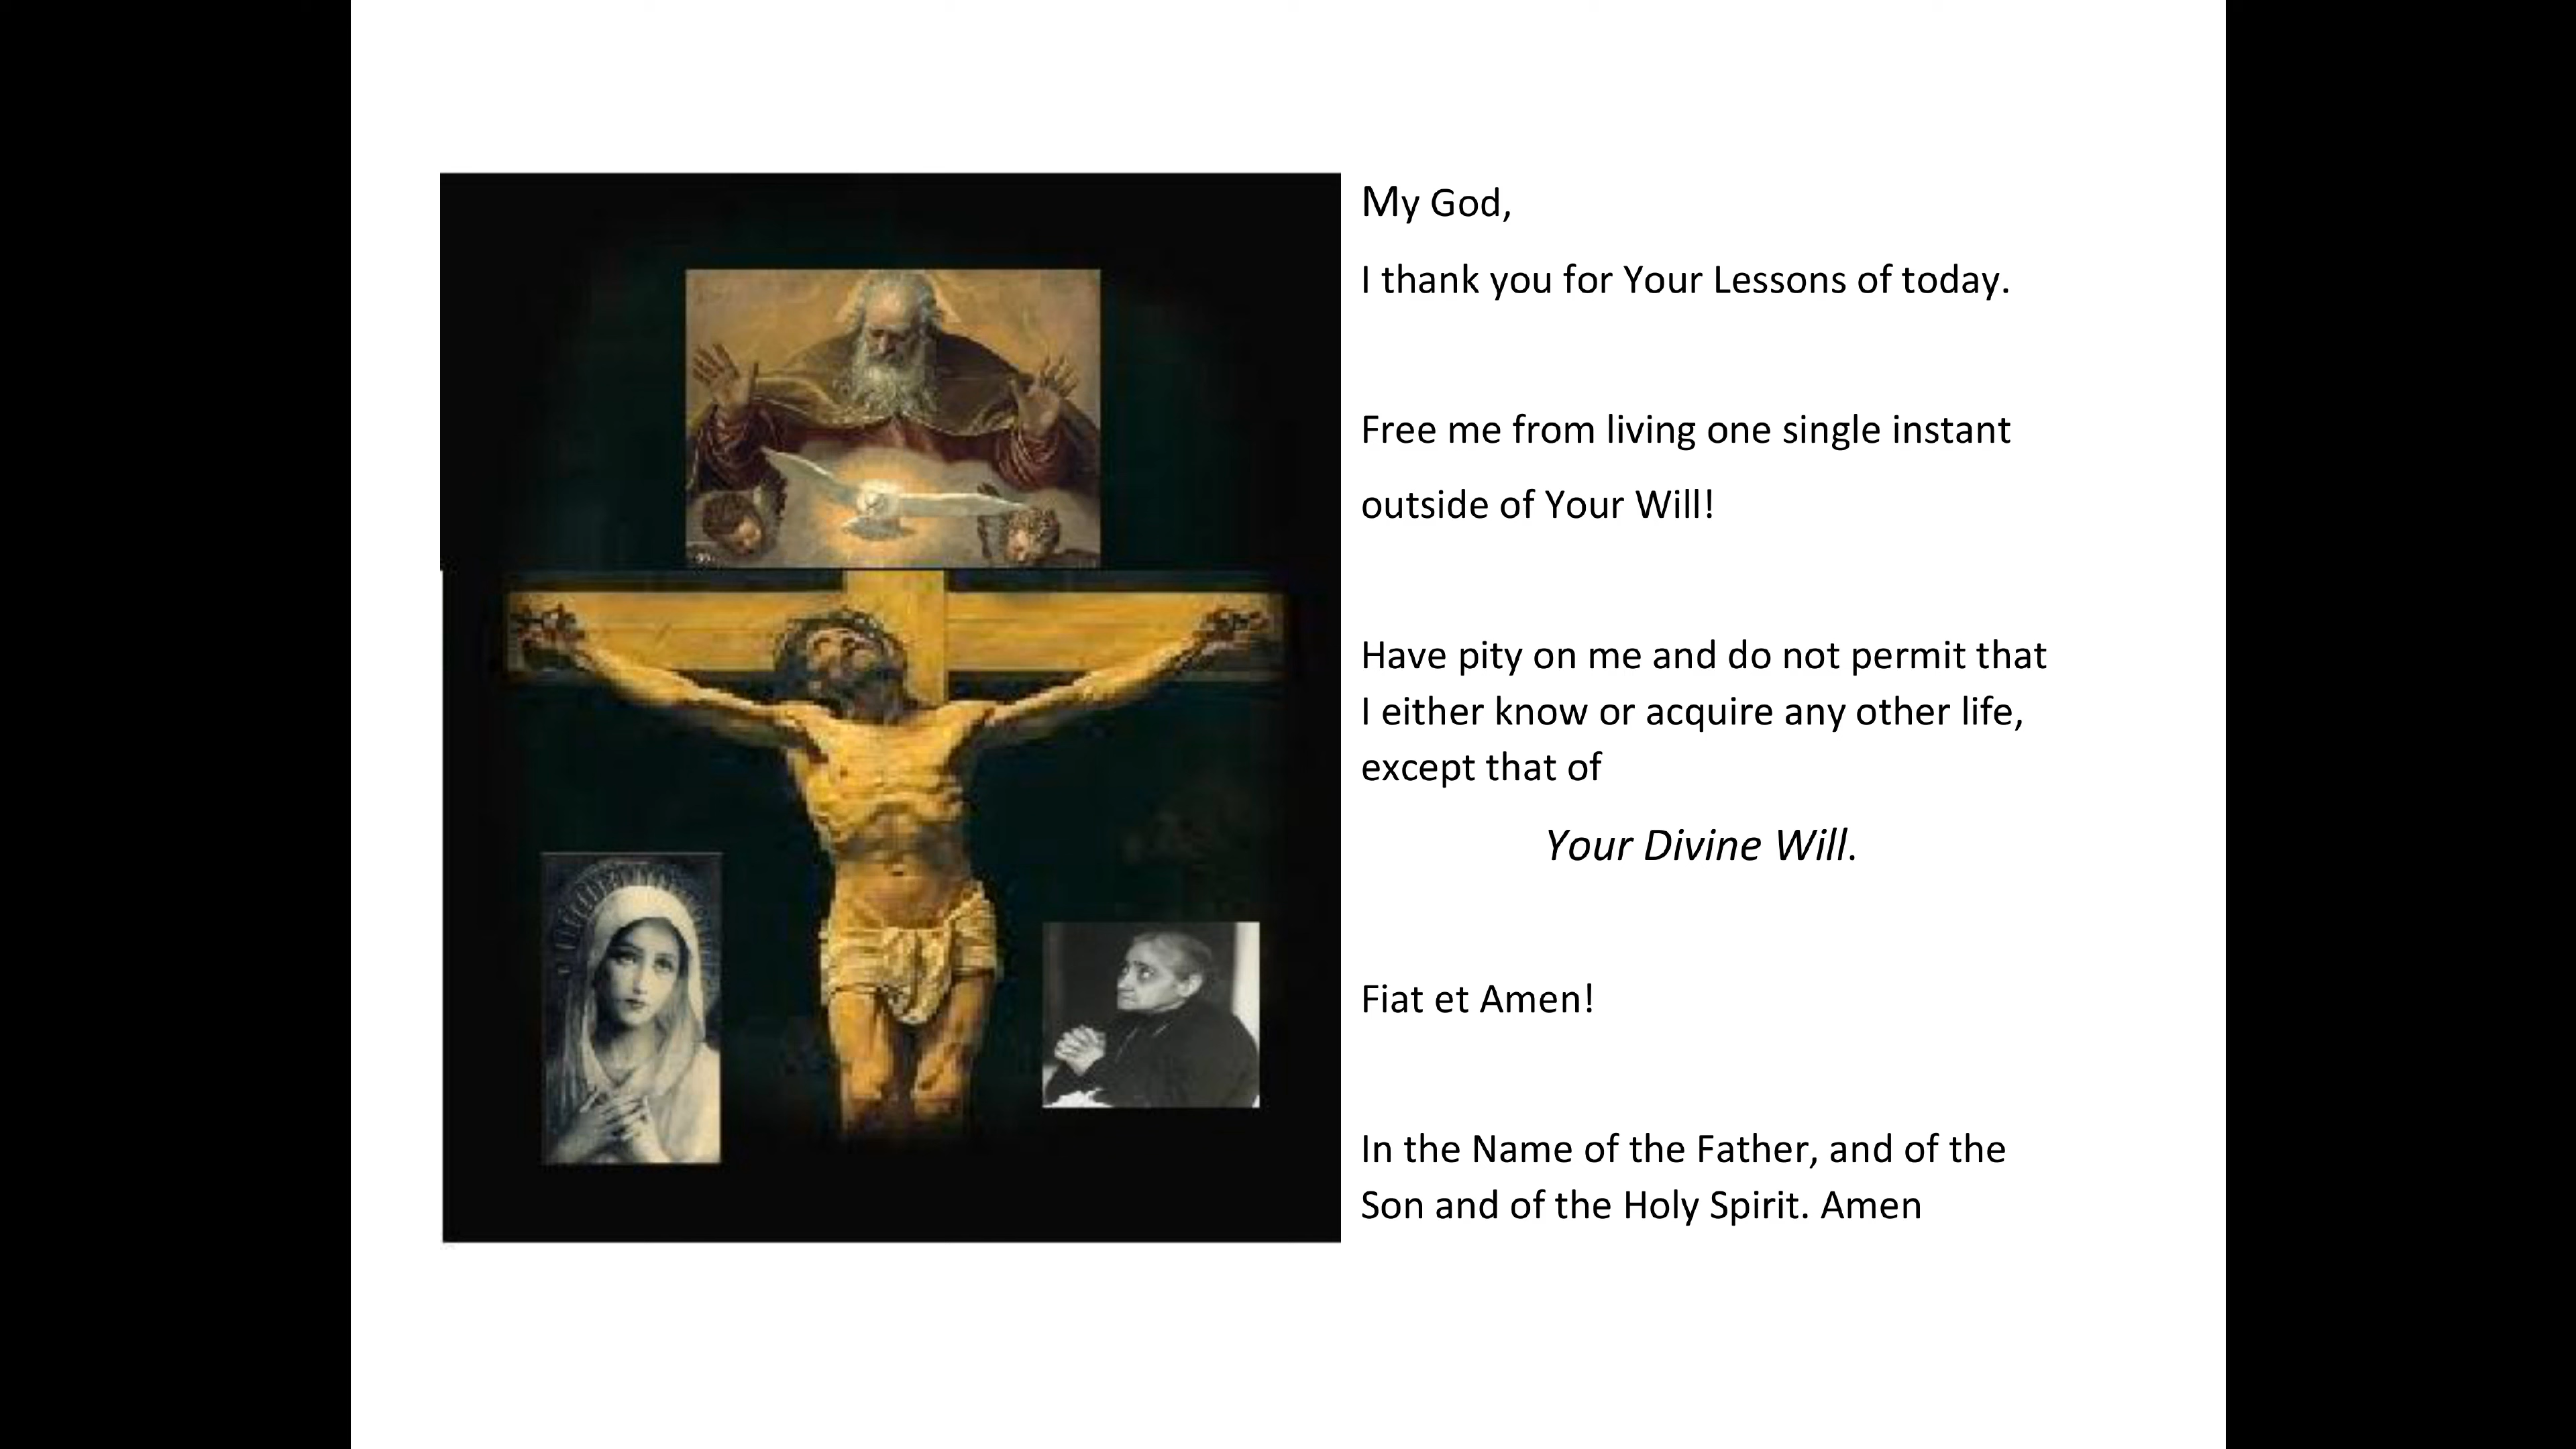 My God,
I thank you for Your Lessons of today.
Free me from living one single instant
outside of Your Will!
Have pity on me and do not permit that
I either know or acquire any other life,
except that of
Your Divine Will.
Fiat et Amen!
In the Name of the Father, and of the
Son and of the Holy Spirit. Amen